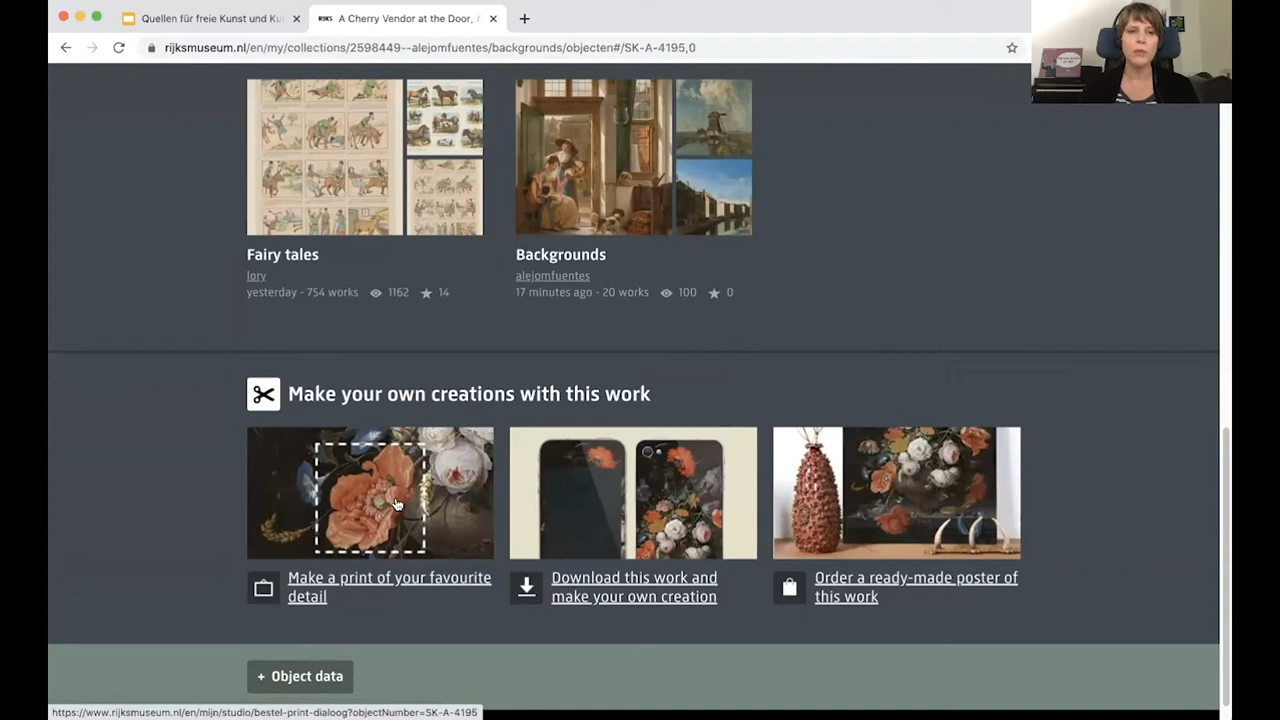 Quellen für freie Kunst und Ku
RIJKS
A Cherry Vendor at the Door,
rijksmuseum.nl/en/my/collections/2598449--alejomfuentes/backgrounds/objecten#/SK-A-4195,0
Fairy tales
lory
yesterday - 754 works 1162 14
Backgrounds
alejomfuentes
17 minutes ago - 20 works 100 0
Make your own creations with this work
Make a print of your favourite
detail
Download this work and
make your own creation
Order a ready-made poster of
this work
+ Object data
https://www.rijksmuseum.nl/en/mijn/studio/bestel-print-dialoog?objectNumber=SK-A-4195